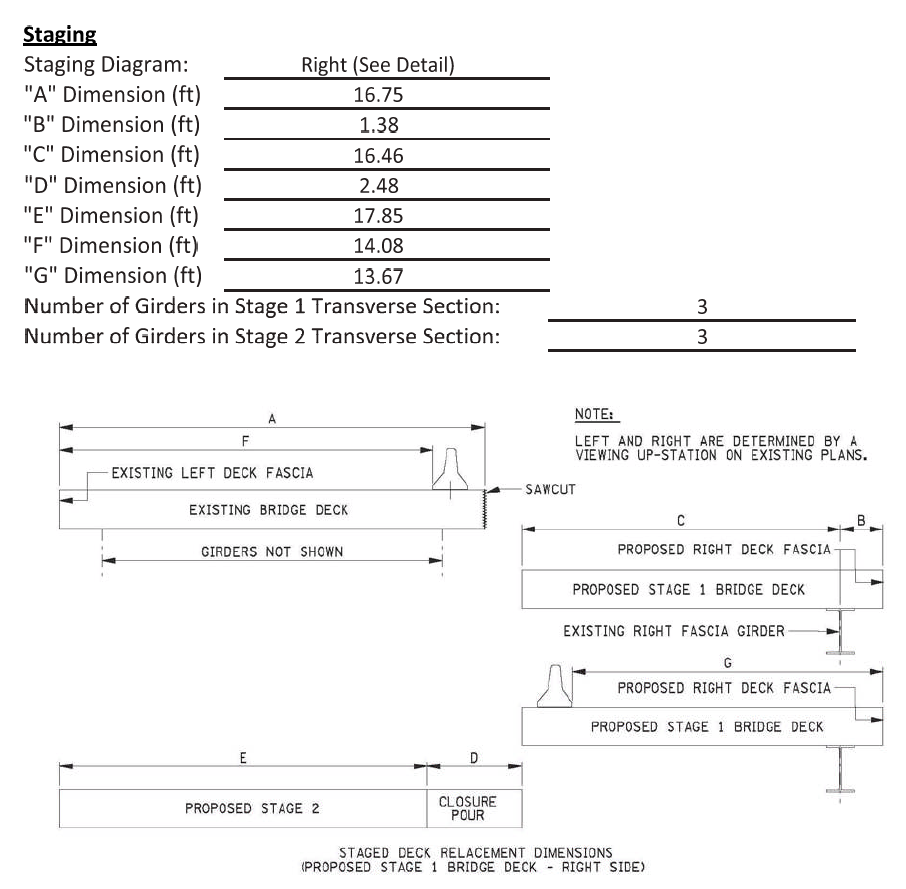 Staging
Staging Diagram: Right (See Detail)
"A" Dimension (ft) 16.75
"B" Dimension (ft) 1.38
"C" Dimension (ft) 16.46
"D" Dimension (ft) 2.48
"E" Dimension (ft) 17.85
"F" Dimension (ft) 14.08
"G" Dimension (ft) 13.67
Number of Girders in Stage 1 Transverse Section: 3
Number of Girders in Stage 2 Transverse Section: 3
A
F
EXISTING LEFT DECK FASCIA
EXISTING BRIDGE DECK
GIRDERS NOT SHOWN
SAWCUT
NOTE:
LEFT AND RIGHT ARE DETERMINED BY A
VIEWING UP-STATION ON EXISTING PLANS.
C B
PROPOSED RIGHT DECK FASCIA
PROPOSED STAGE 1 BRIDGE DECK
EXISTING RIGHT FASCIA GIRDER
G
PROPOSED RIGHT DECK FASCIA
PROPOSED STAGE 1 BRIDGE DECK
E D
PROPOSED STAGE 2
CLOSURE
POUR
STAGED DECK RELACEMENT DIMENSIONS
(PROPOSED STAGE 1 BRIDGE DECK - RIGHT SIDE)